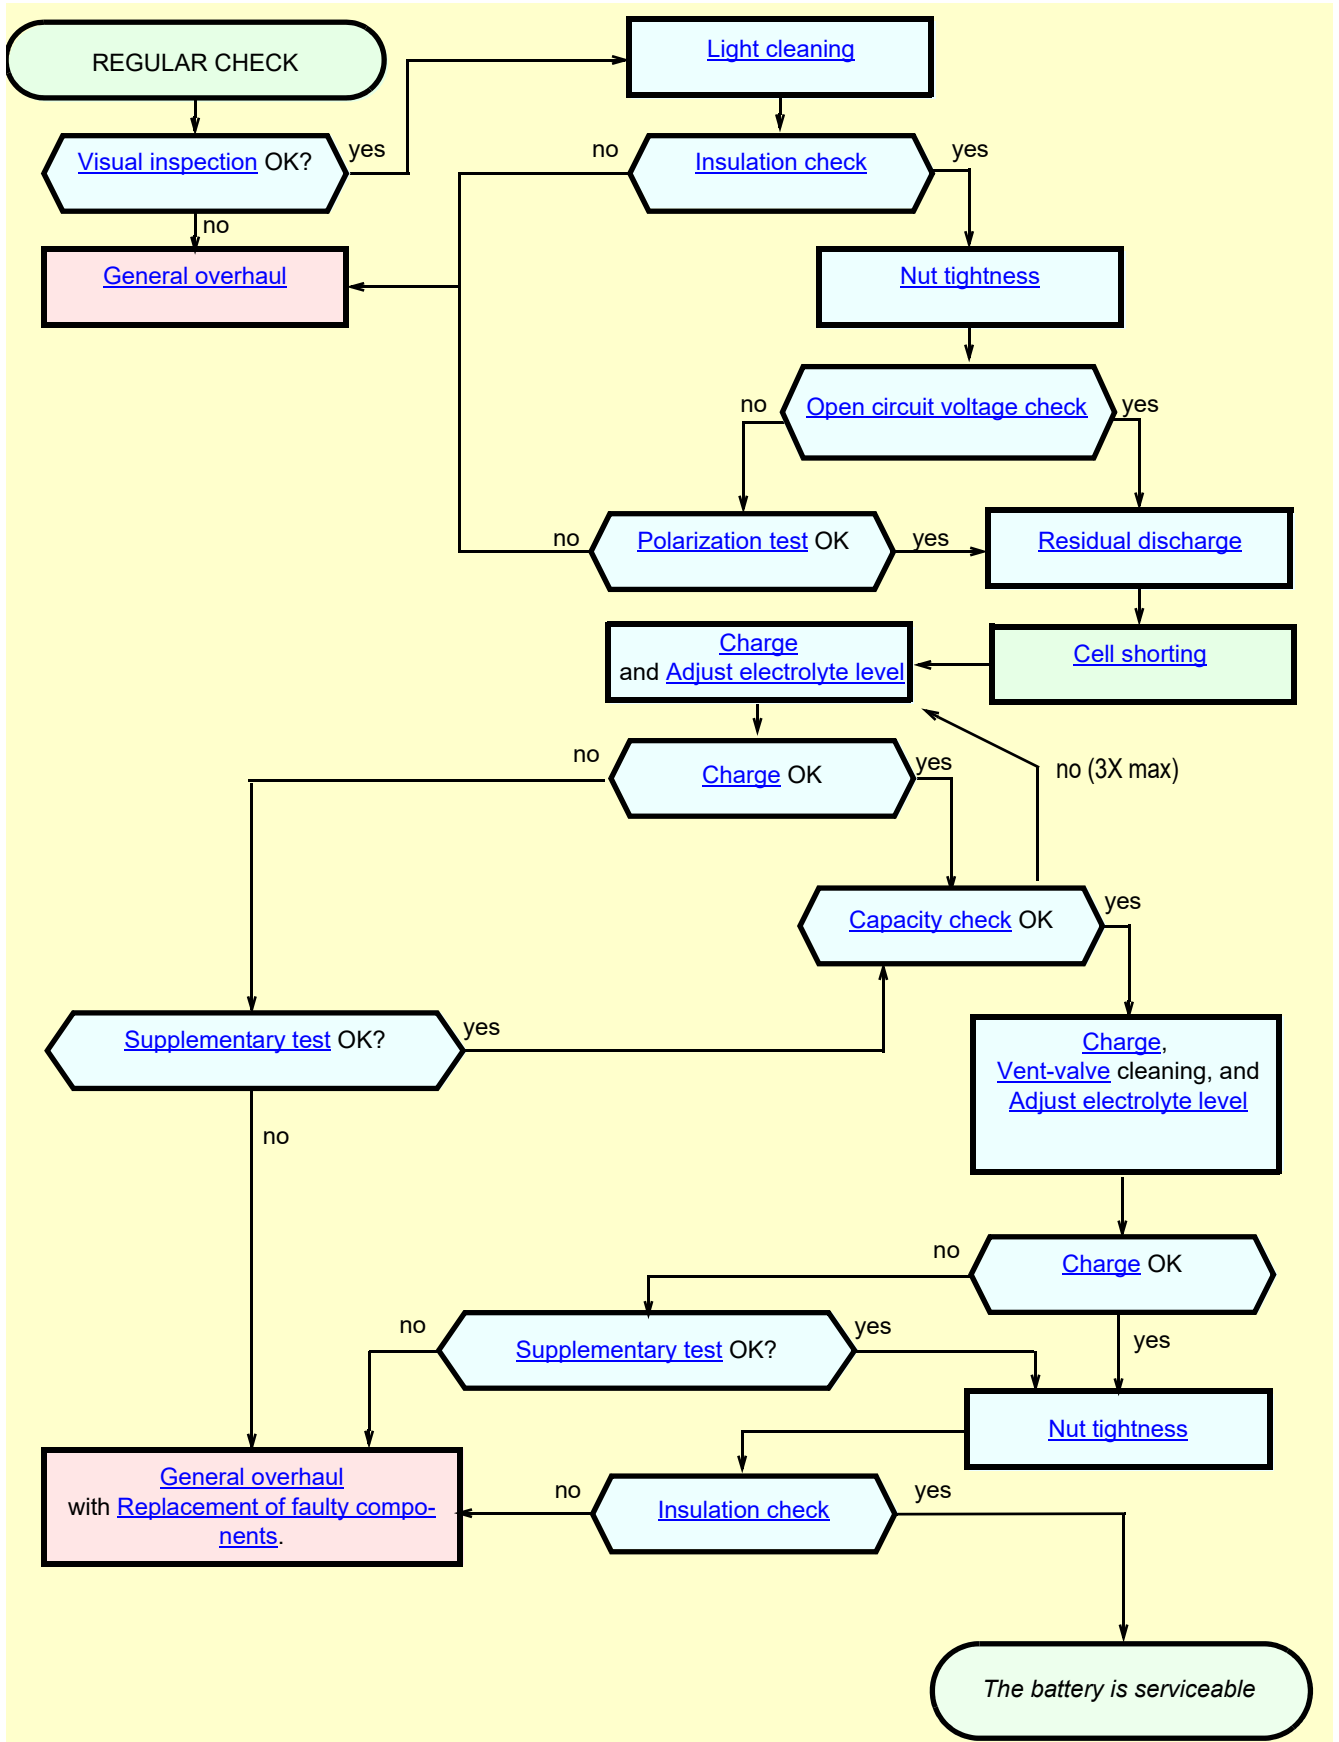 REGULAR CHECK
Light cleaning
Visual inspection OK?
yes
no
no
Insulation check
yes
General overhaul
Nut tightness
no
Open circuit voltage check
yes
no
Polarization test OK
yes
Residual discharge
Charge
and Adjust electrolyte level
Cell shorting
no
Charge OK
yes
no (3X max)
Capacity check OK
yes
Supplementary test OK?
yes
no
Charge,
Vent-valve cleaning, and
Adjust electrolyte level
no
Charge OK
yes
no
Supplementary test OK?
yes
Nut tightness
General overhaul
with Replacement of faulty compo-
nents.
no
Insulation check
yes
The battery is serviceable